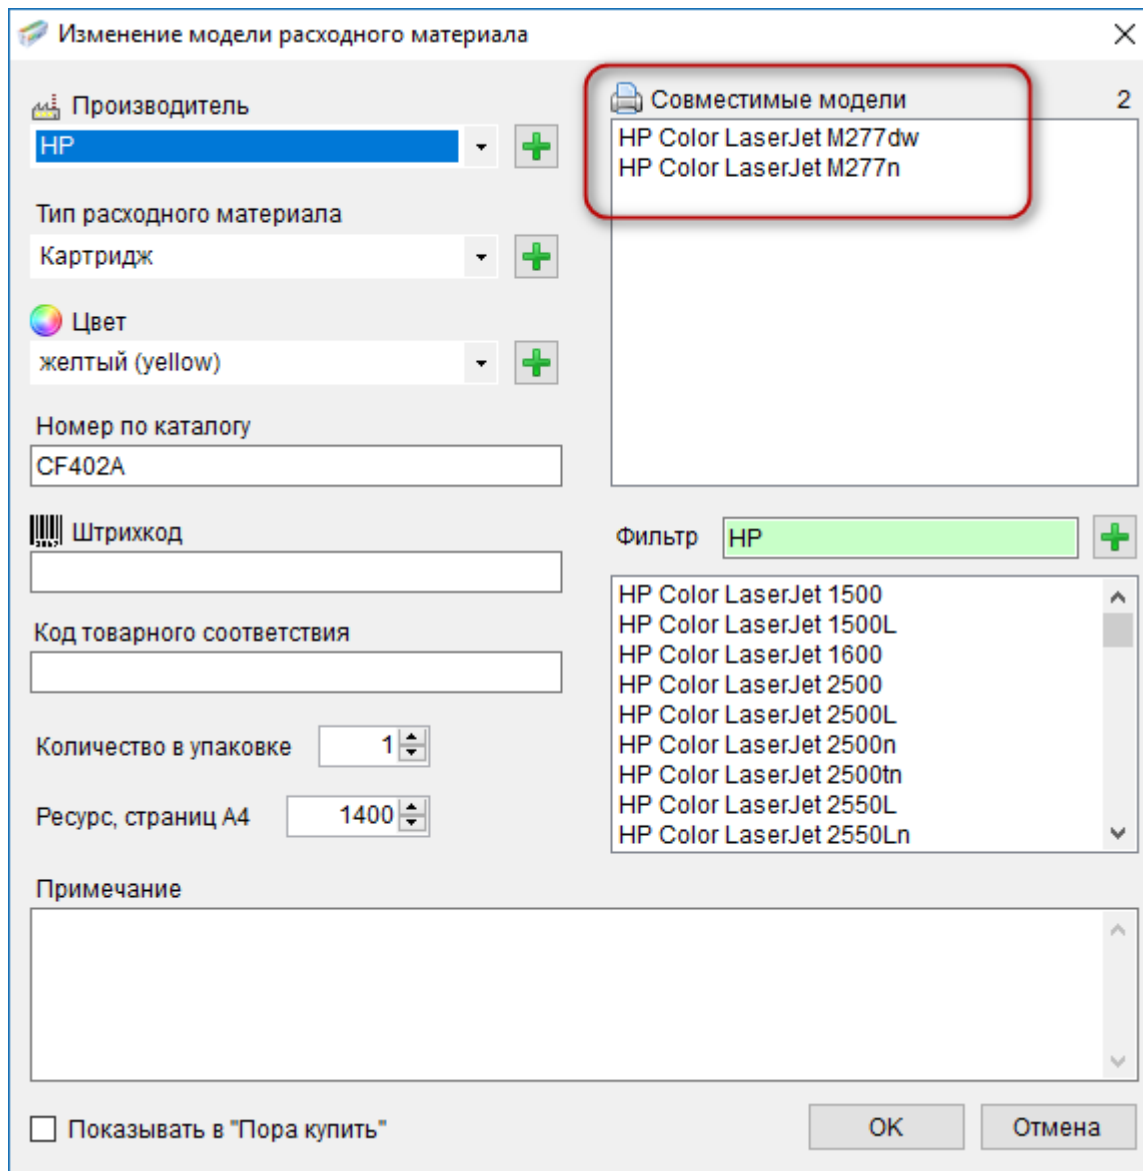 Изменение модели расходного материала
Производитель
HP
Тип расходного материала
Картридж
Цвет
желтый (yellow)
Номер по каталогу
CF402A
Штрихкод
Код товарного соответствия
Количество в упаковке 1
Ресурс, страниц А4 1400
Совместимые модели 2
HP Color LaserJet M277dw
HP Color LaserJet M277n
Фильтр HP
HP Color LaserJet 1500
HP Color LaserJet 1500L
HP Color LaserJet 1600
HP Color LaserJet 2500
HP Color LaserJet 2500L
HP Color LaserJet 2500n
HP Color LaserJet 2500tn
HP Color LaserJet 2550L
HP Color LaserJet 2550Ln
Примечание
Показывать в "Пора купить"
OK Отмена